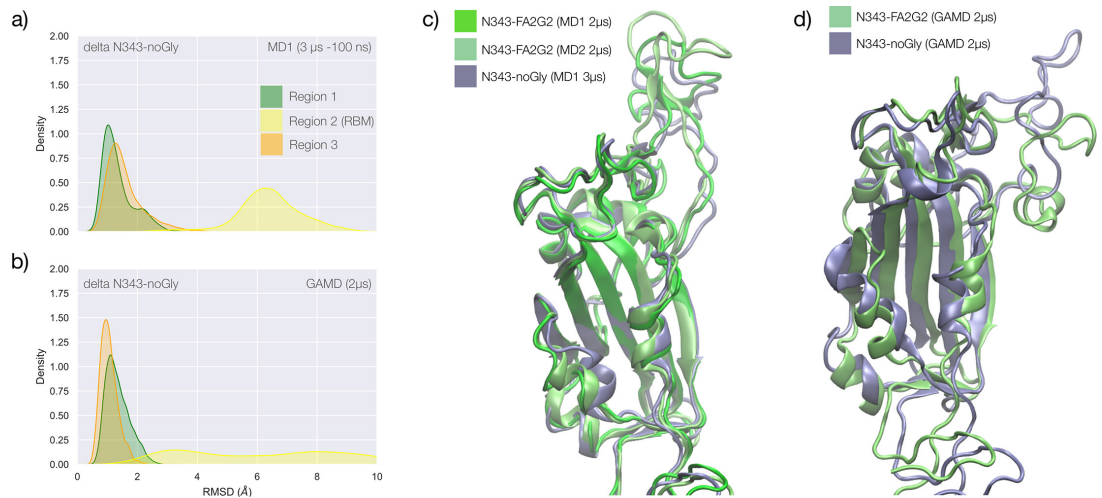 a)
delta N343-noGly MD1 (3 µs -100 ns)
2.00
1.75
1.50
1.25
1.00
0.75
0.50
0.25
0.00
Density
Region 1
Region 2 (RBM)
Region 3
b)
delta N343-noGly GAMD (2µs)
2.00
1.75
1.50
1.25
1.00
0.75
0.50
0.25
0.00
Density
0 2 4 6 8 10
RMSD (Å)
c)
N343-FA2G2 (MD1 2µs)
N343-FA2G2 (MD2 2µs)
N343-noGly (MD1 3µs)
d)
N343-FA2G2 (GAMD 2µs)
N343-noGly (GAMD 2µs)